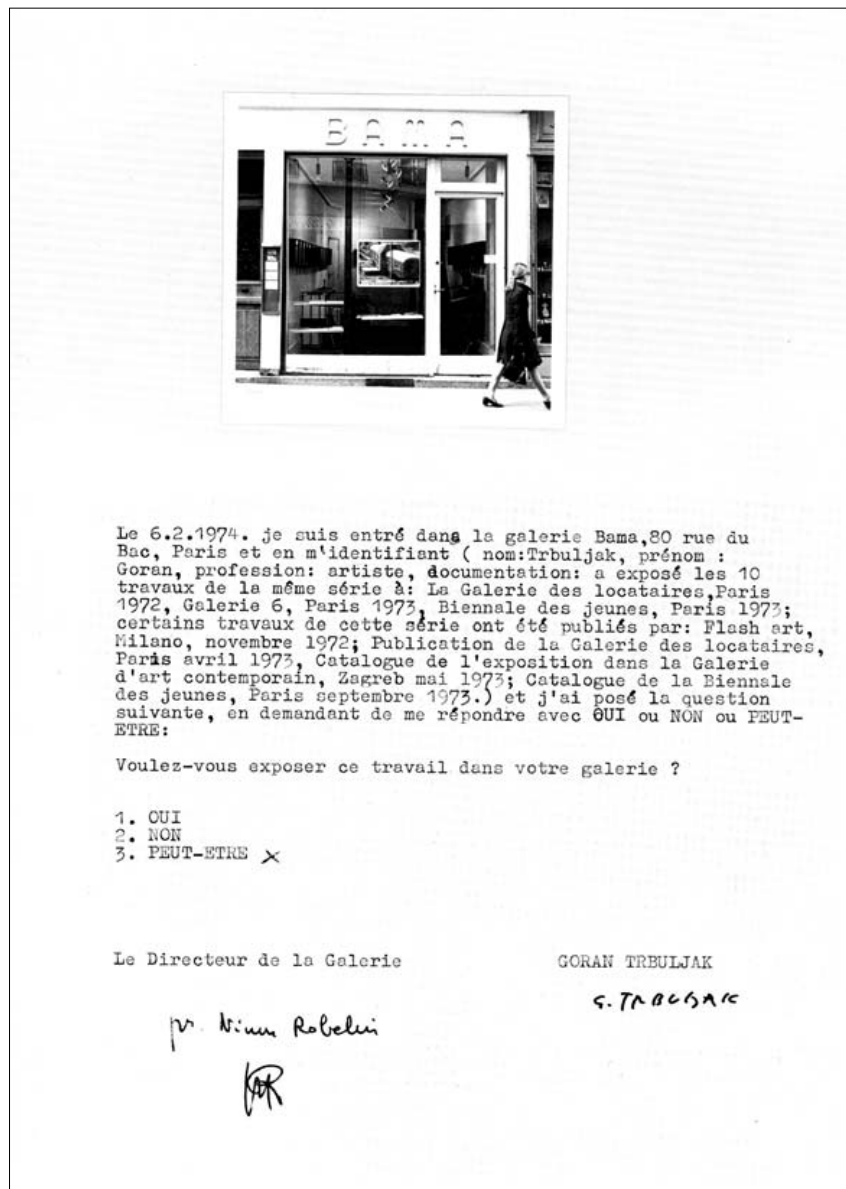 BAMA
Le 6.2.1974. je suis entré dans la galerie Bama,80 rue du
Bac, Paris et en m'identifiant ( nom:Trbuljak, prénom :
Goran, profession: artiste, documentation: a exposé les 10
travaux de la même série à: La Galerie des locataires,Paris
1972, Galerie 6, Paris 1973, Biennale des jeunes, Paris 1973;
certains travaux de cette série ont été publiés par: Flash art,
Milano, novembre 1972; Publication de la Galerie des locataires,
Paris avril 1973, Catalogue de l'exposition dans la Galerie
d'art contemporain, Zagreb mai 1973; Catalogue de la Biennale
des jeunes, Paris septembre 1973.) et j'ai posé la question
suivante, en demandant de me répondre avec OUI ou NON ou PEUT-
ETRE:
Voulez-vous exposer ce travail dans votre galerie ?
1. OUI
2. NON
3. PEUT-ETRE X
Le Directeur de la Galerie
GORAN TRBULJAK
G. TRBULJAK
pr.